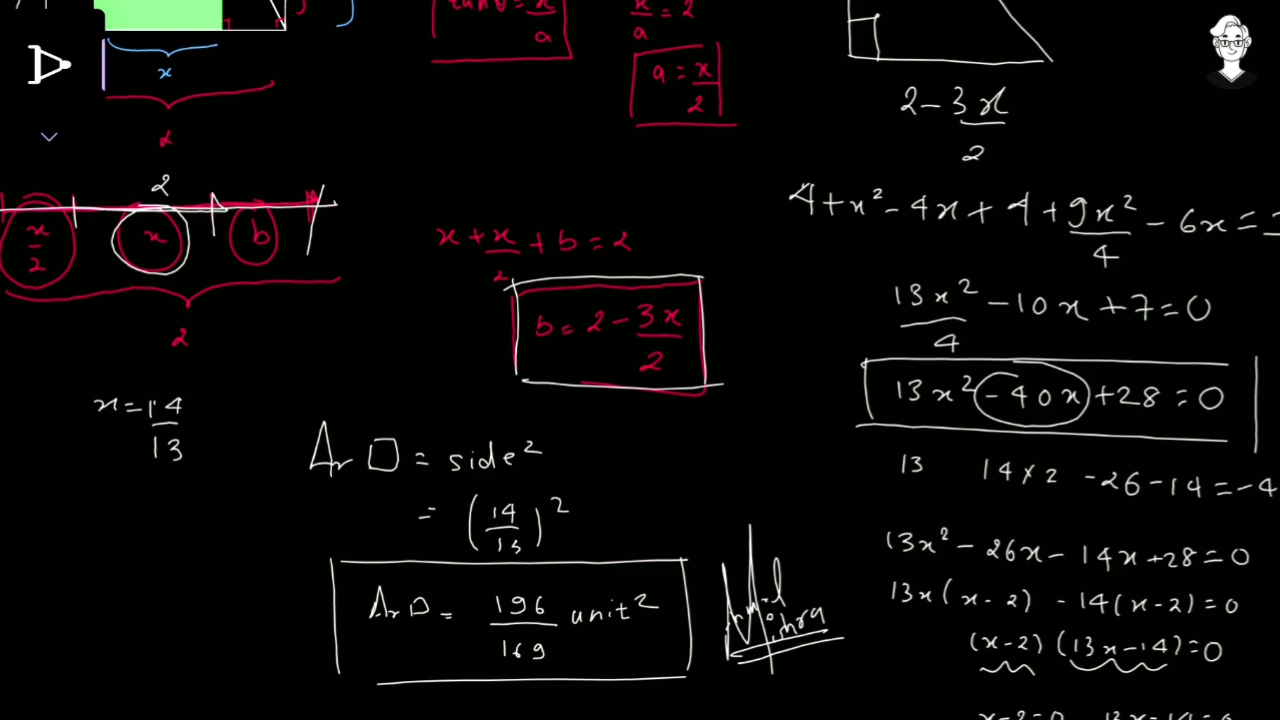 x
2
tanθ = x/a
x/a = 2
a = x/2
2 - 3x/2
2
x/2 x b
2
x + x/2 + b = 2
b = 2 - 3x/2
4 + x² - 4x + 4 + 9x²/4 - 6x =
13x²/4 - 10x + 7 = 0
13x² - 40x + 28 = 0
13 14 × 2 - 26 - 14 = -4
13x² - 26x - 14x + 28 = 0
13x(x - 2) - 14(x - 2) = 0
(x - 2) (13x - 14) = 0
x = 14/13
Ar □ = side²
= (14/13)²
Ar □ = 196/169 unit²